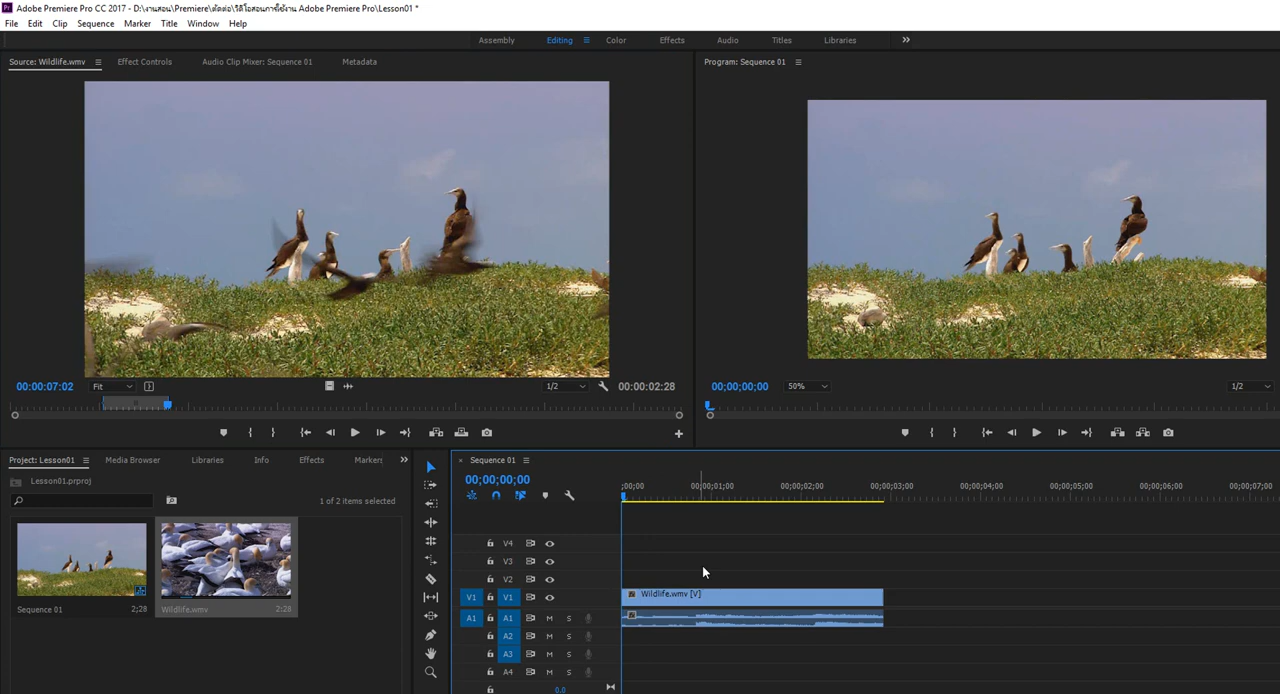 Adobe Premiere Pro CC 2017 - D:\งานสอน\Premiere\ตัดต่อ\วิดีโอสอนการใช้งาน Adobe Premiere Pro\Lesson01 *
File Edit Clip Sequence Marker Title Window Help
Assembly Editing Color Effects Audio Titles Libraries
Source: Wildlife.wmv Effect Controls Audio Clip Mixer: Sequence 01 Metadata
Program: Sequence 01
00:00:07:02 Fit 1/2 00:00:02:28
00;00;00;00 50% 1/2
Project: Lesson01 Media Browser Libraries Info Effects Markers
Lesson01.prproj
1 of 2 items selected
Sequence 01 2;28
Wildlife.wmv 2:28
Sequence 01
00;00;00;00
;00;00 00;00;01;00 00;00;02;00 00;00;03;00 00;00;04;00 00;00;05;00 00;00;06;00 00;00;07;00
V4
V3
V2
V1 V1 Wildlife.wmv [V]
A1 A1 M S
A2 M S
A3 M S
A4 M S
0.0